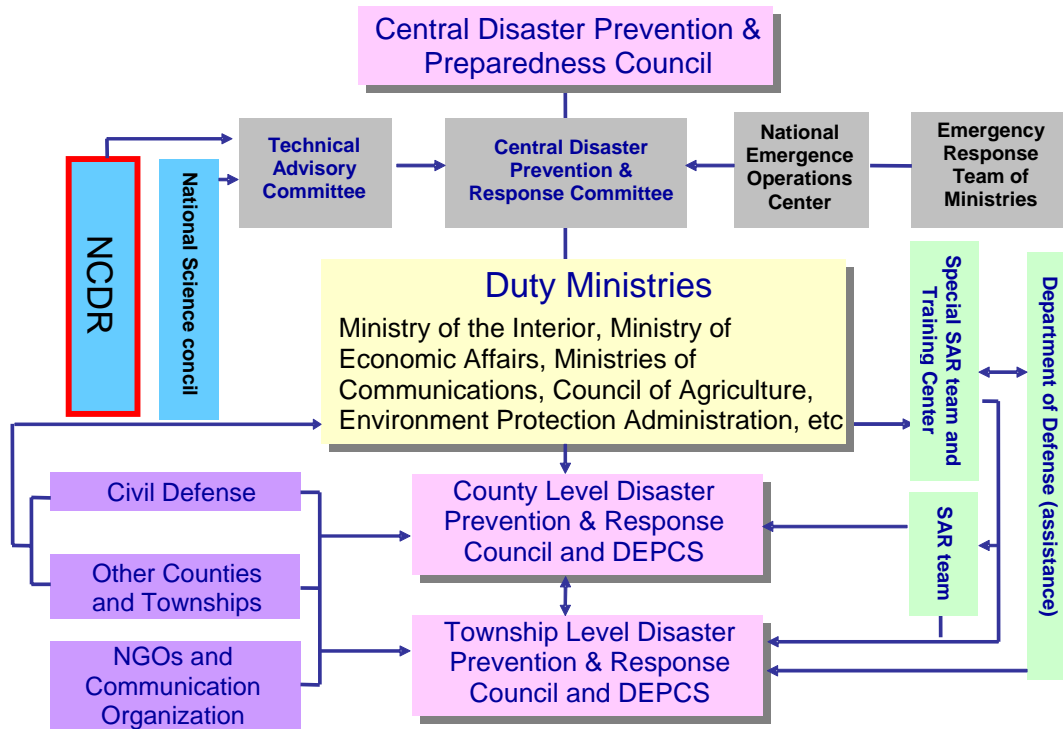 Central Disaster Prevention &
Preparedness Council
Technical
Advisory
Committee
Central Disaster
Prevention &
Response Committee
National
Emergence
Operations
Center
Emergency
Response
Team of
Ministries
NCDR
National Science concil
Duty Ministries
Ministry of the Interior, Ministry of
Economic Affairs, Ministries of
Communications, Council of Agriculture,
Environment Protection Administration, etc
Special SAR team and
Training Center
Department of Defense (assistance)
Civil Defense
County Level Disaster
Prevention & Response
Council and DEPCS
SAR team
Other Counties
and Townships
Township Level Disaster
Prevention & Response
Council and DEPCS
NGOs and
Communication
Organization